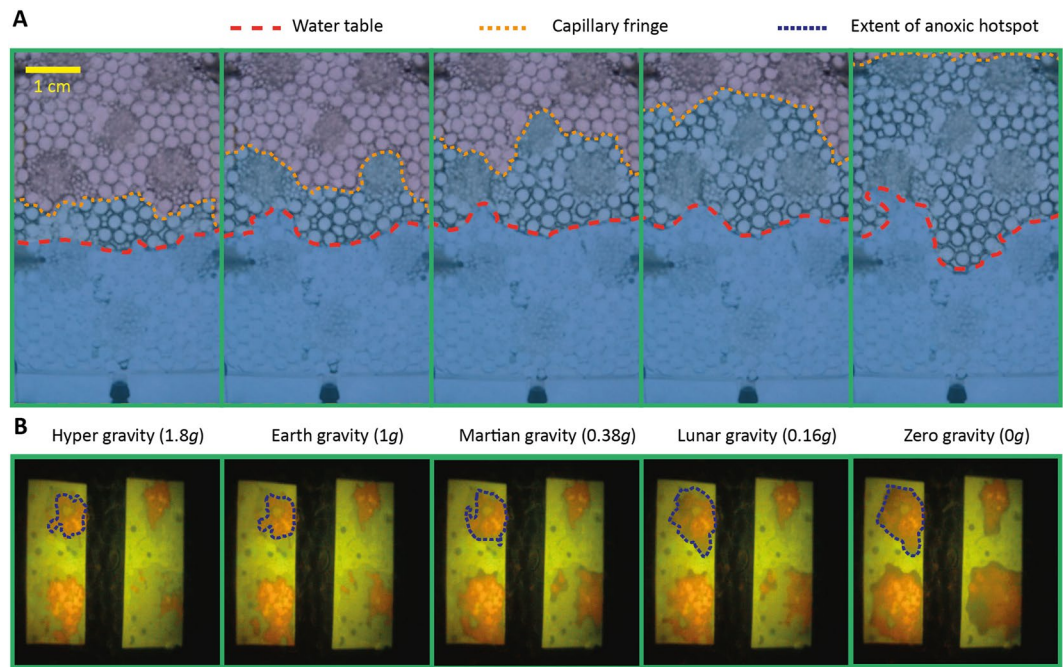 A
Water table
Capillary fringe
Extent of anoxic hotspot
1 cm
B
Hyper gravity (1.8g)
Earth gravity (1g)
Martian gravity (0.38g)
Lunar gravity (0.16g)
Zero gravity (0g)